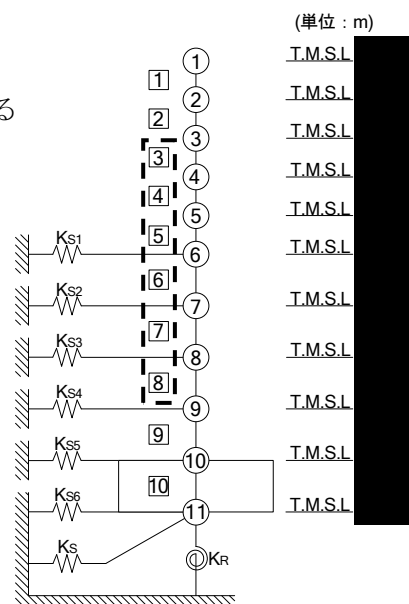 (単位：m)
① T.M.S.L
1
② T.M.S.L
る
2
③ T.M.S.L
3
④ T.M.S.L
4
⑤ T.M.S.L
5
KS1 ⑥ T.M.S.L
6
KS2 ⑦ T.M.S.L
7
KS3 ⑧ T.M.S.L
8
KS4 ⑨ T.M.S.L
9
KS5 ⑩ T.M.S.L
10
KS6 ⑪ T.M.S.L
KS KR